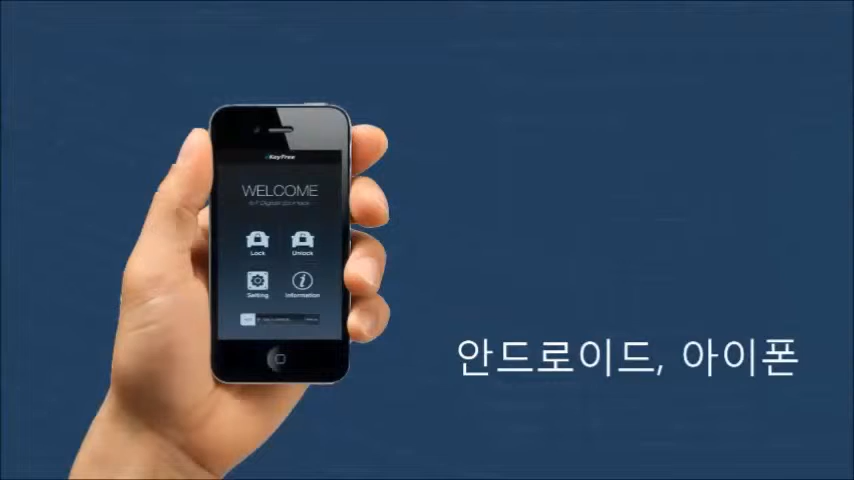 KeyFree
WELCOME
Lock
Unlock
Setting
Information
안드로이드, 아이폰